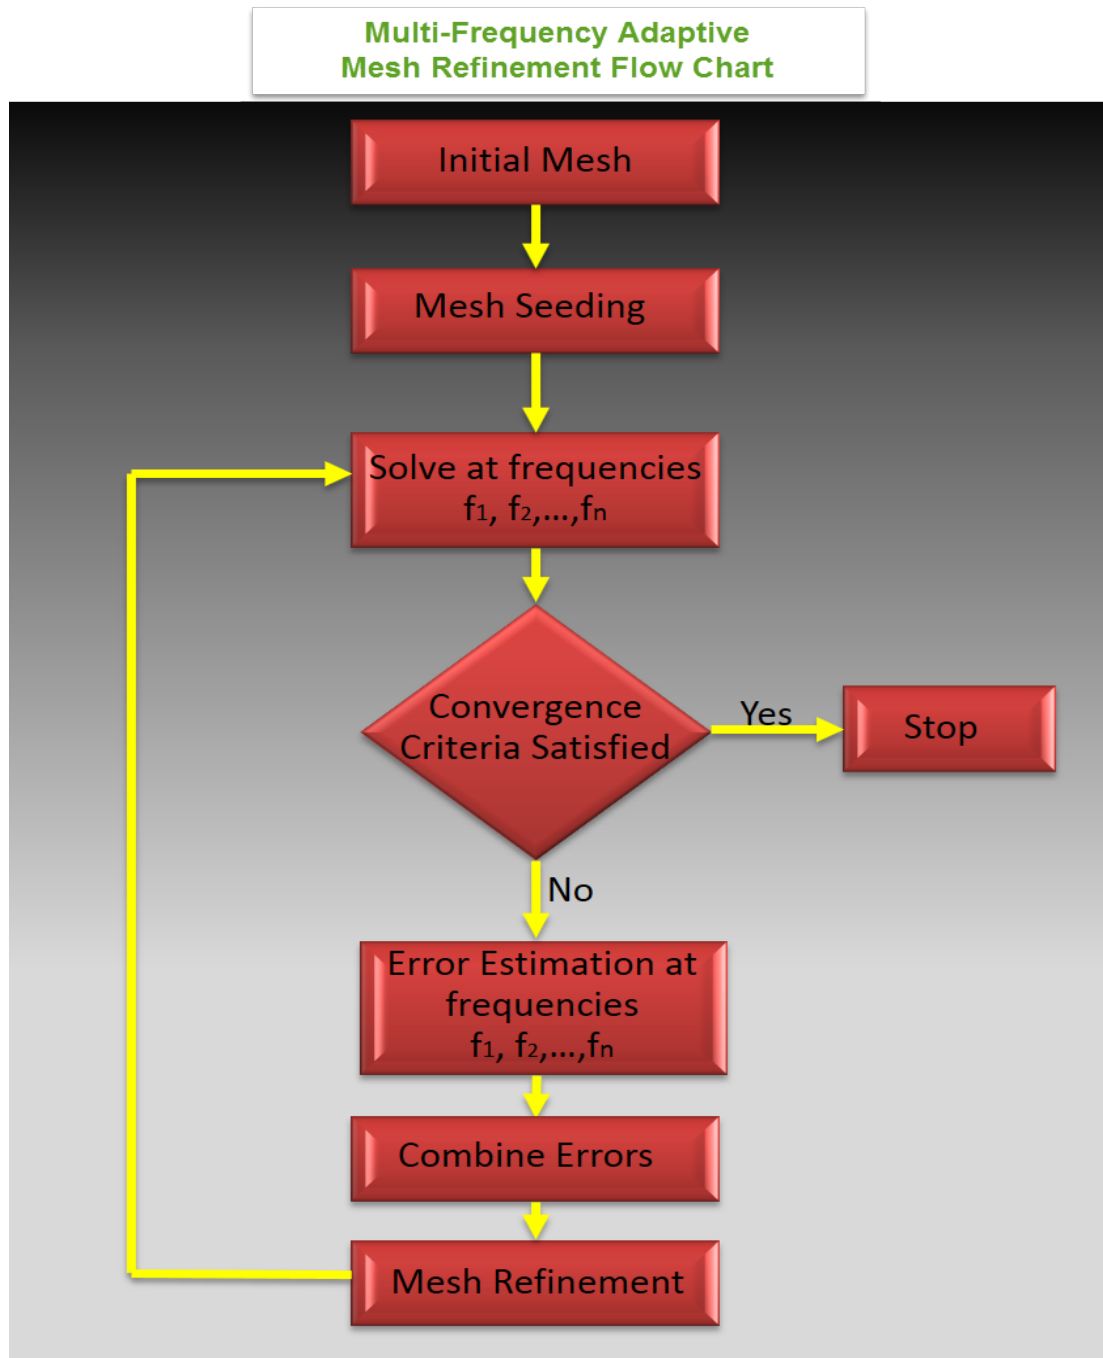 Multi-Frequency Adaptive
Mesh Refinement Flow Chart
Initial Mesh
Mesh Seeding
Solve at frequencies
f1, f2,...,fn
Convergence
Criteria Satisfied
Yes
Stop
No
Error Estimation at
frequencies
f1, f2,...,fn
Combine Errors
Mesh Refinement